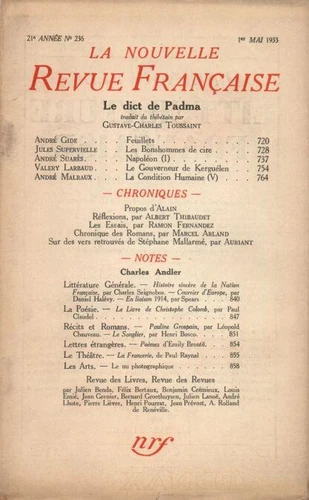 21e ANNÉE No 236
1er MAI 1933
LA NOUVELLE
REVUE FRANÇAISE
Le dict de Padma
traduit du thibétain par
GUSTAVE-CHARLES TOUSSAINT
ANDRÉ GIDE . . . . Feuillets . . . . . . . . . 720
JULES SUPERVIELLE . . Les Bonshommes de cire . . . 728
ANDRÉ SUARÈS. . . . Napoléon (I) . . . . . . . 737
VALERY LARBAUD . . . Le Gouverneur de Kerguélen . 754
ANDRÉ MALRAUX. . . . La Condition Humaine (V) . . 764
— CHRONIQUES —
Propos d'ALAIN
Réflexions, par ALBERT THIBAUDET
Les Essais, par RAMON FERNANDEZ
Chronique des Romans, par MARCEL ARLAND
Sur des vers retrouvés de Stéphane Mallarmé, par AURIANT
— NOTES —
Charles Andler
Littérature Générale. — Histoire sincère de la Nation
Française, par Charles Seignobos. — Courrier d'Europe, par
Daniel Halévy. — En liaison 1914, par Spears . . 840
La Poésie. — Le Livre de Christophe Colomb, par Paul
Claudel . . . . . . . . 847
Récits et Romans. — Pauline Grospain, par Léopold
Chauveau. — Le Sanglier, par Henri Bosco. . . . 851
Lettres étrangères. — Poèmes d'Emily Brontë. . . 854
Le Théâtre. — La Francerie, de Paul Raynal . . . 855
Les Arts. — Le nu photographique . . . . . 858
Revue des Livres, Revue des Revues
par Julien Benda, Félix Bertaux, Benjamin Crémieux, Louis
Emié, Jean Grenier, Bernard Groethuysen, Julien Lanoë, André
Lhote, Pierre Lièvre, Henri Pourrat, Jean Prévost, A. Rolland
de Renéville.
nrf